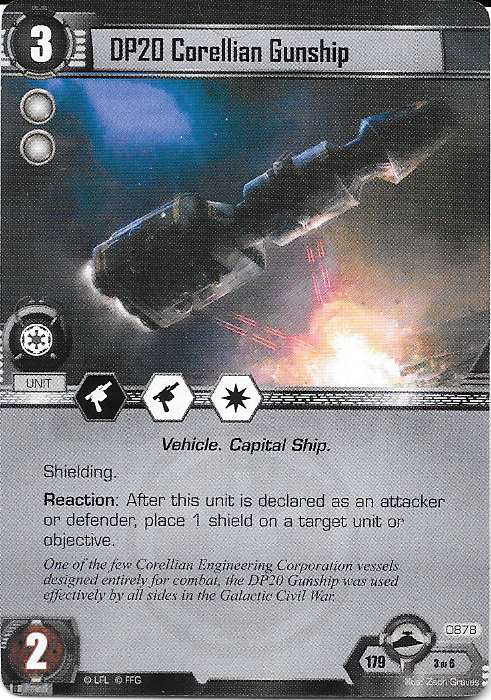 3
DP20 Corellian Gunship
UNIT
Vehicle. Capital Ship.
Shielding.
Reaction: After this unit is declared as an attacker
or defender, place 1 shield on a target unit or
objective.
One of the few Corellian Engineering Corporation vessels
designed entirely for combat, the DP20 Gunship was used
effectively by all sides in the Galactic Civil War.
0878
2
179
3 OF 6
© LFL © FFG
Illus. Zach Graves